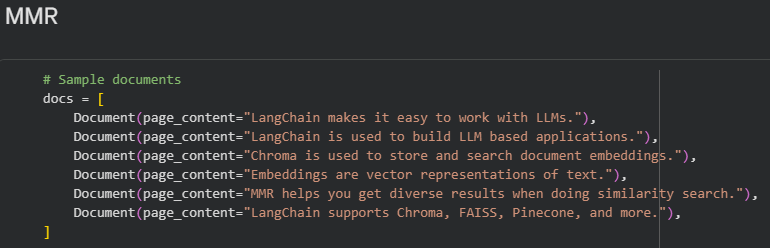 MMR
# Sample documents
docs = [
    Document(page_content="LangChain makes it easy to work with LLMs."),
    Document(page_content="LangChain is used to build LLM based applications."),
    Document(page_content="Chroma is used to store and search document embeddings."),
    Document(page_content="Embeddings are vector representations of text."),
    Document(page_content="MMR helps you get diverse results when doing similarity search."),
    Document(page_content="LangChain supports Chroma, FAISS, Pinecone, and more."),
]